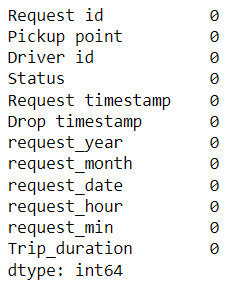 Request id 0
Pickup point 0
Driver id 0
Status 0
Request timestamp 0
Drop timestamp 0
request_year 0
request_month 0
request_date 0
request_hour 0
request_min 0
Trip_duration 0
dtype: int64